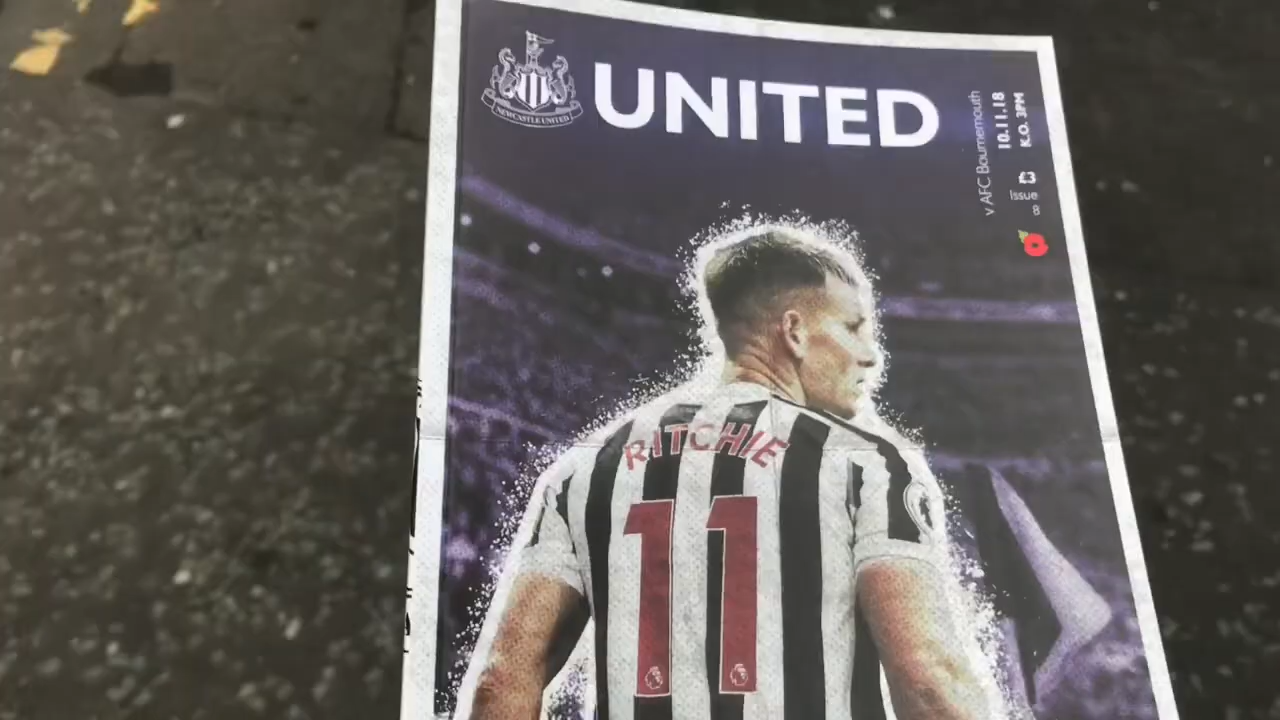 NEWCASTLE UNITED
UNITED
v AFC Bournemouth
10.11.18
K.O. 3PM
£3
Issue
8
RITCHIE
11